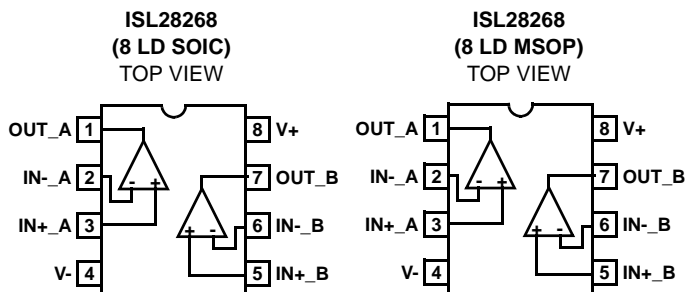 ISL28268
(8 LD SOIC)
TOP VIEW
OUT_A 1
8 V+
IN-_A 2
- +
7 OUT_B
IN+_A 3
+ -
6 IN-_B
V- 4
5 IN+_B
ISL28268
(8 LD MSOP)
TOP VIEW
OUT_A 1
8 V+
IN-_A 2
- +
7 OUT_B
IN+_A 3
+ -
6 IN-_B
V- 4
5 IN+_B